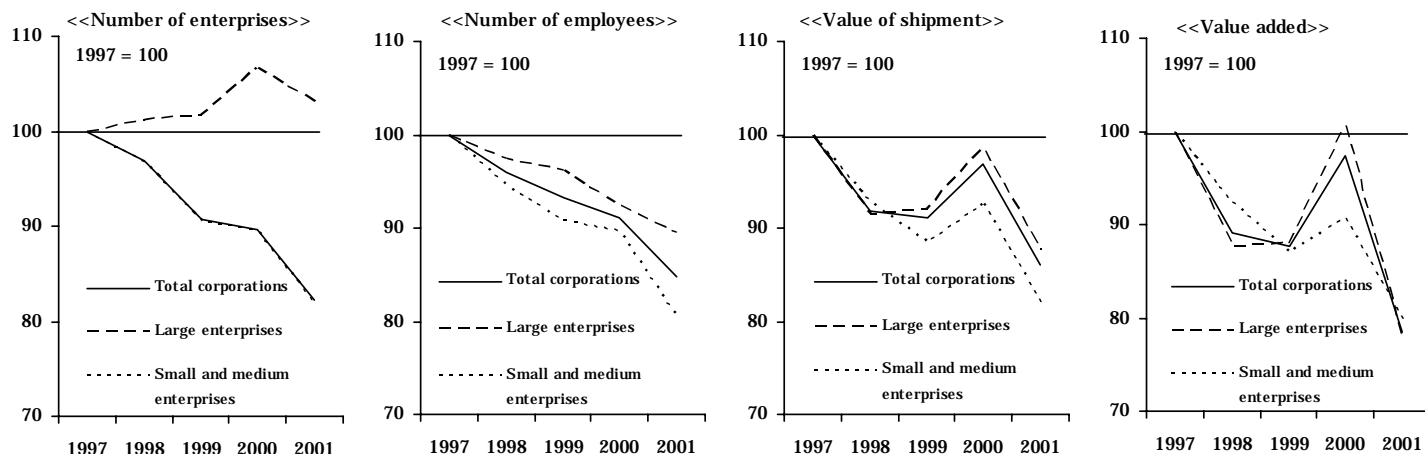 <<Number of enterprises>>
110
1997 = 100
100
90
Total corporations
80
Large enterprises
Small and medium
enterprises
70
1997 1998 1999 2000 2001
<<Number of employees>>
110
1997 = 100
100
90
Total corporations
80
Large enterprises
Small and medium
enterprises
70
1997 1998 1999 2000 2001
<<Value of shipment>>
110
1997 = 100
100
90
Total corporations
80
Large enterprises
Small and medium
enterprises
70
1997 1998 1999 2000 2001
<<Value added>>
110
1997 = 100
100
90
Total corporations
80
Large enterprises
Small and medium
enterprises
70
1997 1998 1999 2000 2001